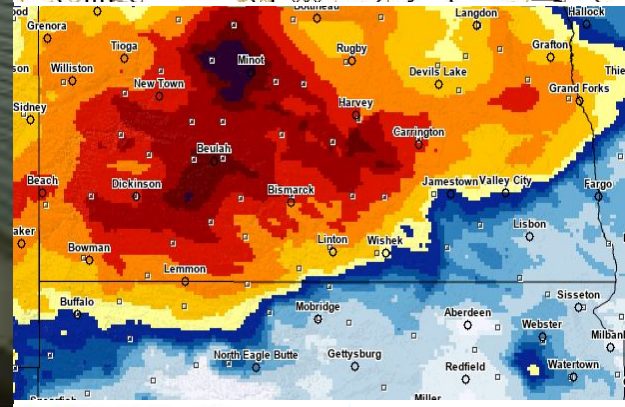 Langdon
Hallock
Grenora
Tioga
Rugby
Grafton
Minot
Williston
Devils Lake
New Town
Grand Forks
Sidney
Harvey
Carrington
Beulah
Beach
Dickinson
Bismarck
Jamestown
Valley City
Fargo
Lisbon
aker
Linton
Wishek
Bowman
Lemmon
Buffalo
Sisseton
Mobridge
Aberdeen
Webster
Milban
North Eagle Butte
Gettysburg
Redfield
Watertown
Miller